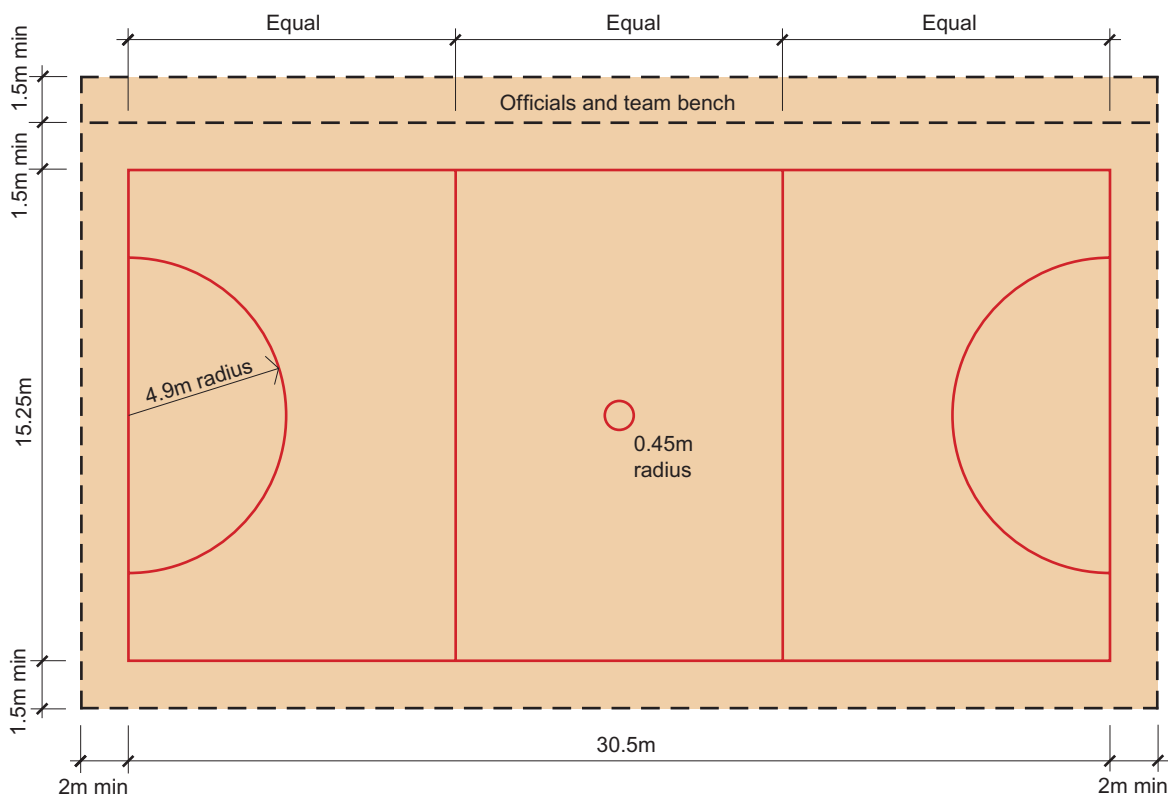 Equal
Equal
Equal
1.5m min
Officials and team bench
1.5m min
4.9m radius
15.25m
0.45m
radius
1.5m min
30.5m
2m min
2m min